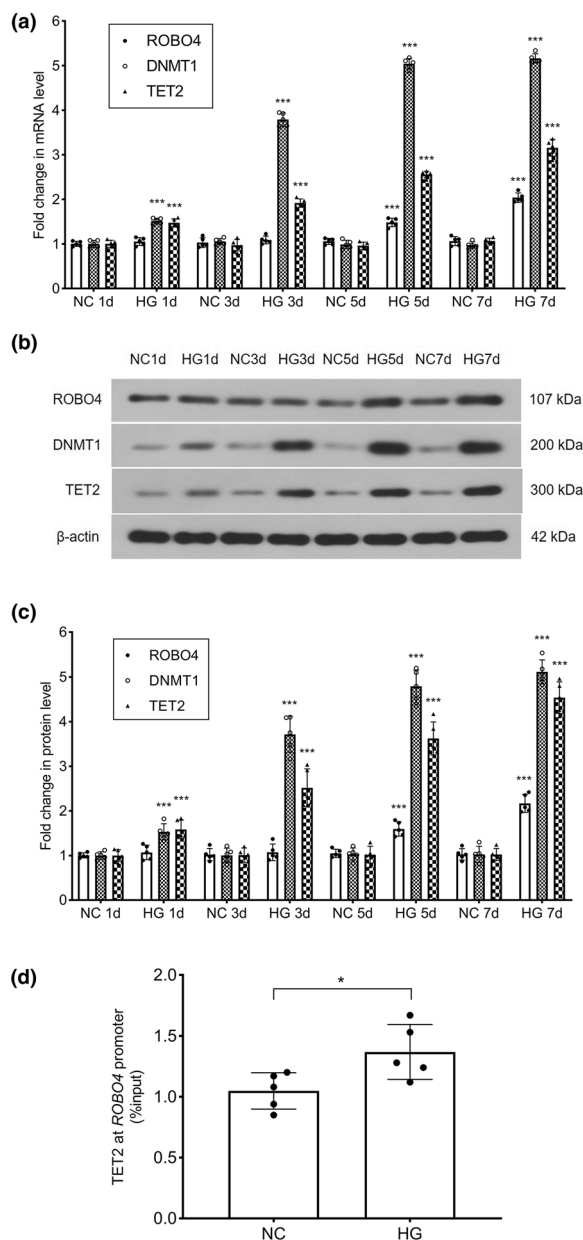 (a)
Fold change in mRNA level
6
5
4
3
2
1
0
ROBO4
DNMT1
TET2
*** ***
*** ***
*** *** ***
*** *** ***
NC 1d HG 1d NC 3d HG 3d NC 5d HG 5d NC 7d HG 7d
(b)
NC1d HG1d NC3d HG3d NC5d HG5d NC7d HG7d
ROBO4 107 kDa
DNMT1 200 kDa
TET2 300 kDa
β-actin 42 kDa
(c)
Fold change in protein level
6
5
4
3
2
1
0
ROBO4
DNMT1
TET2
*** ***
*** ***
*** *** ***
*** *** ***
NC 1d HG 1d NC 3d HG 3d NC 5d HG 5d NC 7d HG 7d
(d)
TET2 at ROBO4 promoter
(%input)
2.0
1.5
1.0
0.5
0.0
*
NC HG